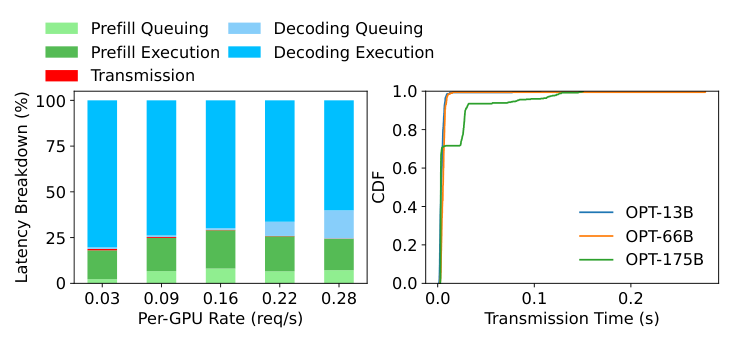 Prefill Queuing
Decoding Queuing
Prefill Execution
Decoding Execution
Transmission
Latency Breakdown (%)
100
75
50
25
0
0.03 0.09 0.16 0.22 0.28
Per-GPU Rate (req/s)
CDF
1.0
0.8
0.6
0.4
0.2
0.0
OPT-13B
OPT-66B
OPT-175B
0.0 0.1 0.2
Transmission Time (s)